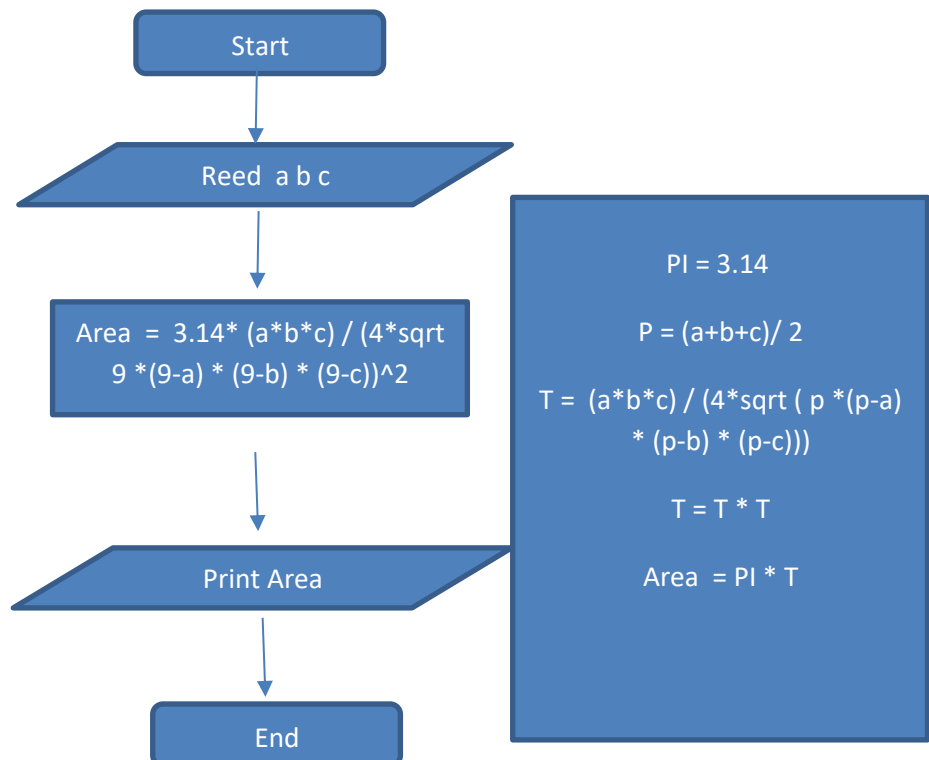 Start
Reed a b c
Area = 3.14* (a*b*c) / (4*sqrt
9 *(9-a) * (9-b) * (9-c))^2
Print Area
End
PI = 3.14
P = (a+b+c)/ 2
T = (a*b*c) / (4*sqrt ( p *(p-a)
* (p-b) * (p-c)))
T = T * T
Area = PI * T